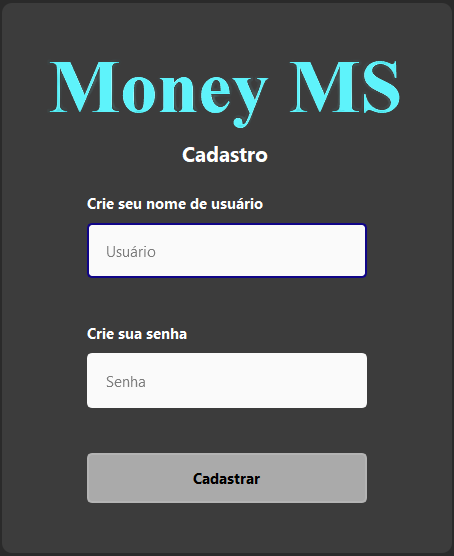 Money MS
Cadastro
Crie seu nome de usuário
Usuário
Crie sua senha
Senha
Cadastrar